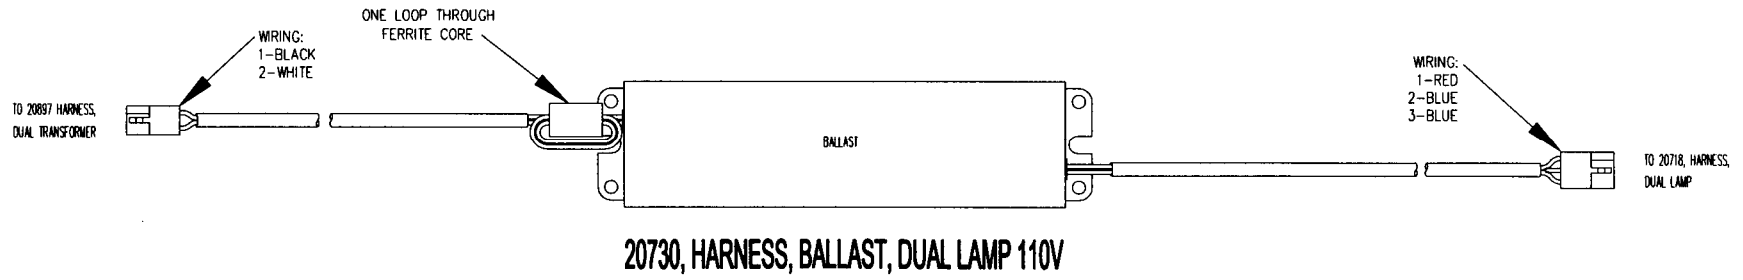 ONE LOOP THROUGH
FERRITE CORE
WIRING:
1-BLACK
2-WHITE
TO 20897 HARNESS,
DUAL TRANSFORMER
BALLAST
WIRING:
1-RED
2-BLUE
3-BLUE
TO 20718, HARNESS,
DUAL LAMP
20730, HARNESS, BALLAST, DUAL LAMP 110V